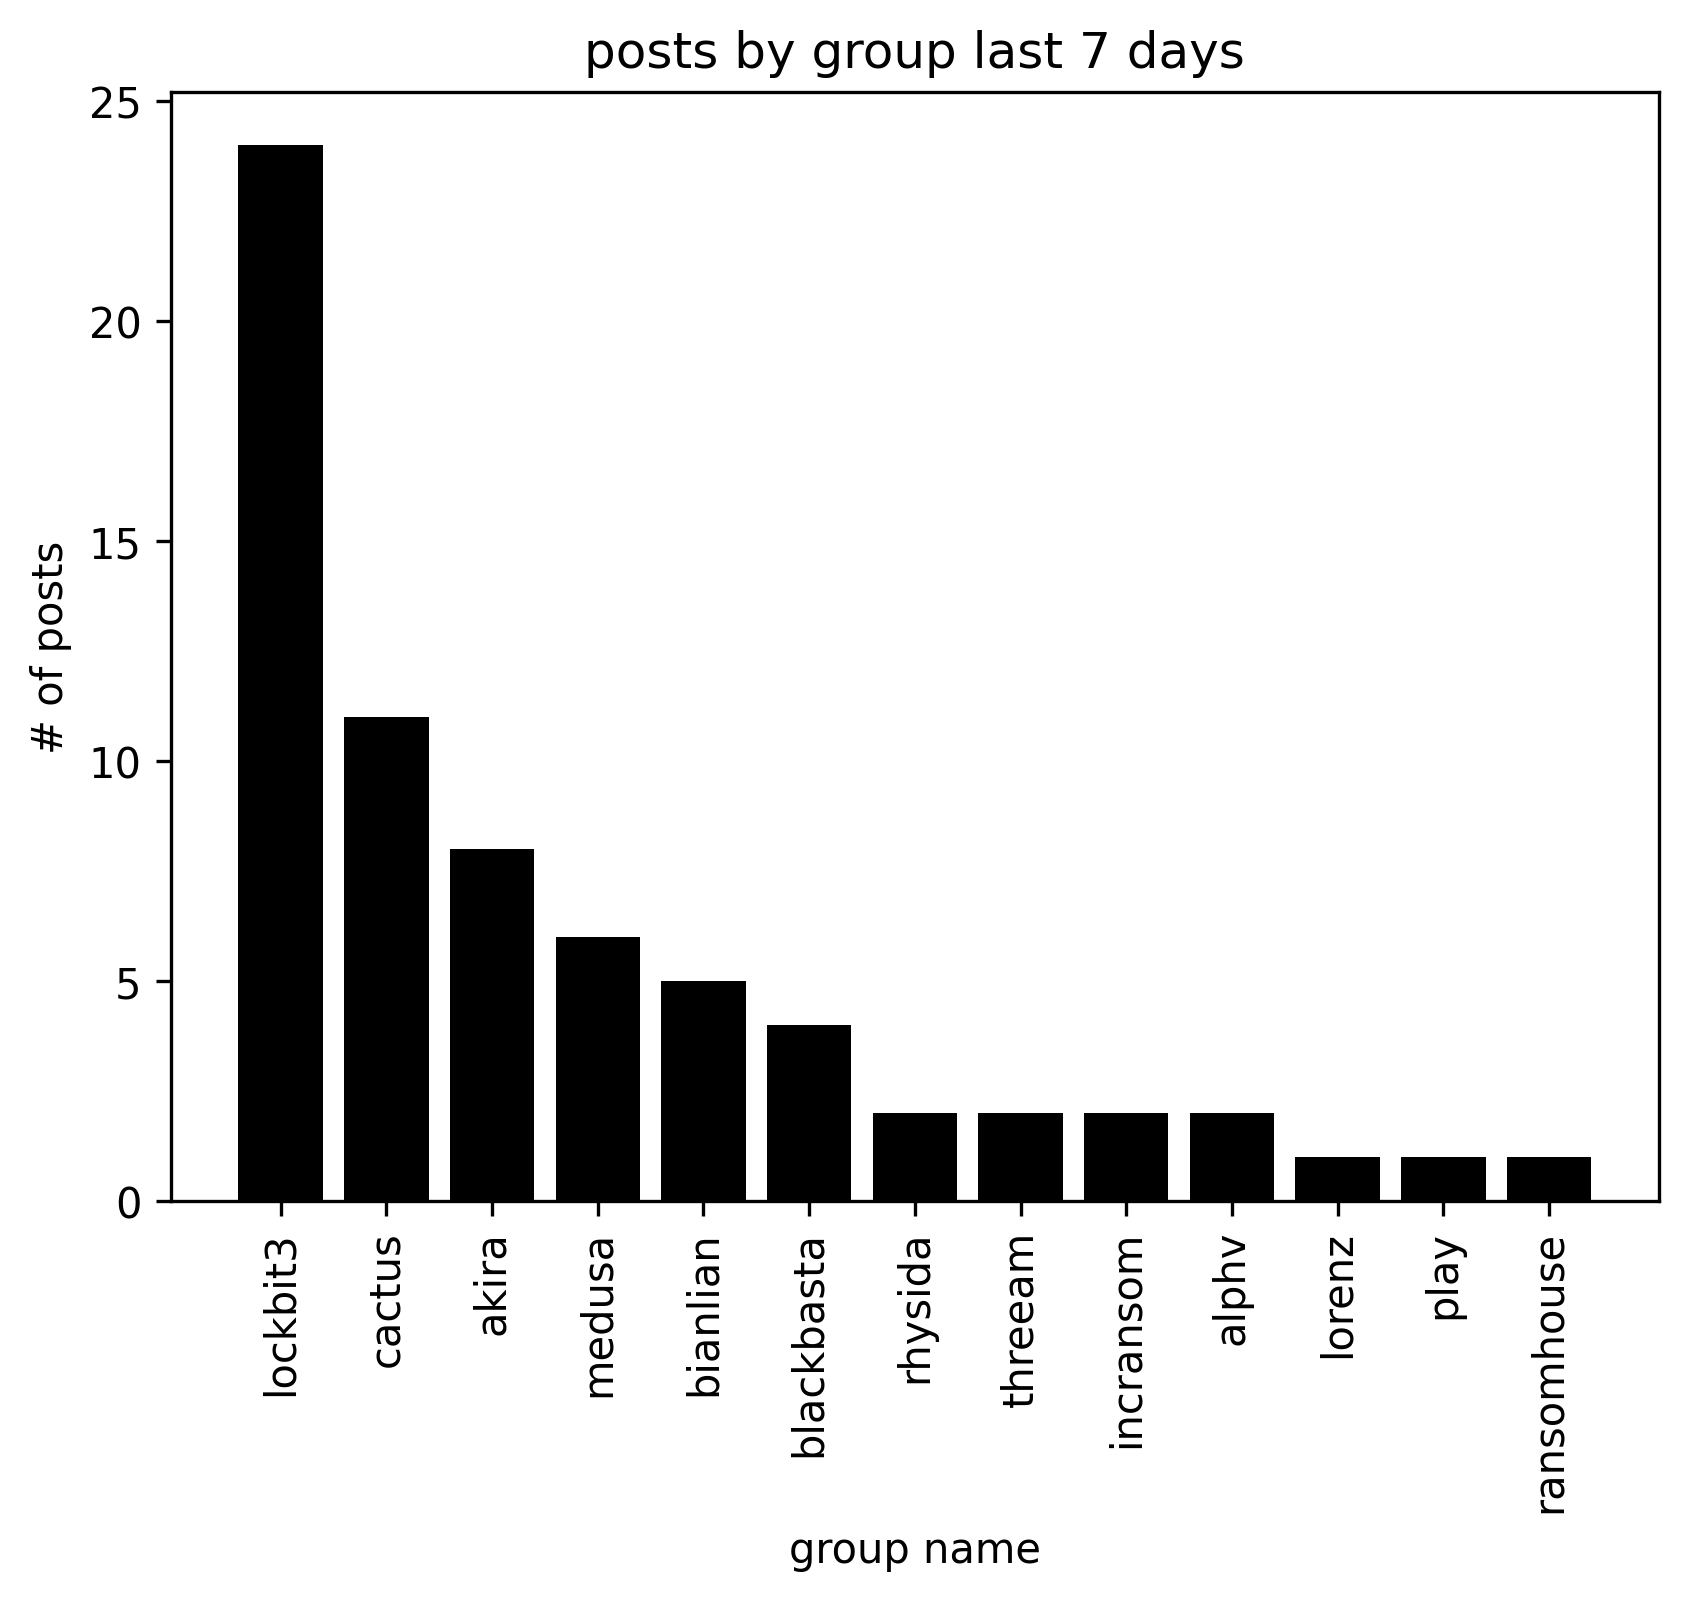 posts by group last 7 days
# of posts
25
20
15
10
5
0
lockbit3
cactus
akira
medusa
bianlian
blackbasta
rhysida
threeam
incransom
alphv
lorenz
play
ransomhouse
group name